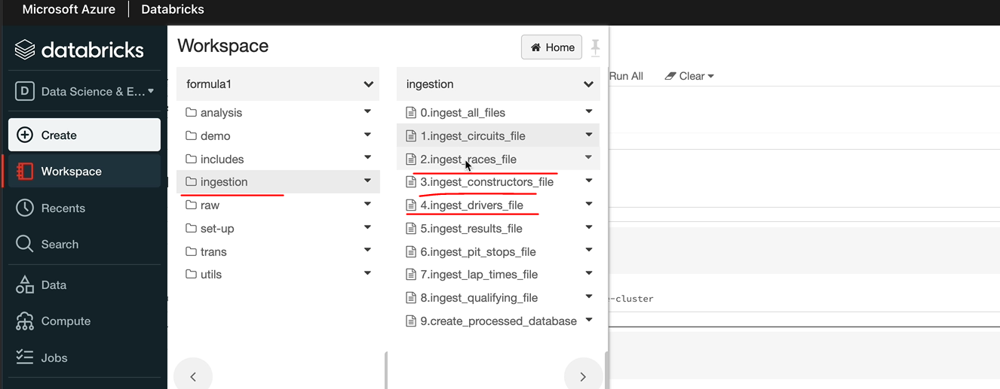 Microsoft Azure | Databricks
databricks
D Data Science & E...
Create
Workspace
Recents
Search
Data
Compute
Jobs
Workspace
Home
formula1
analysis
demo
includes
ingestion
raw
set-up
trans
utils
ingestion
0.ingest_all_files
1.ingest_circuits_file
2.ingest_races_file
3.ingest_constructors_file
4.ingest_drivers_file
5.ingest_results_file
6.ingest_pit_stops_file
7.ingest_lap_times_file
8.ingest_qualifying_file
9.create_processed_database
Run All Clear
-cluster